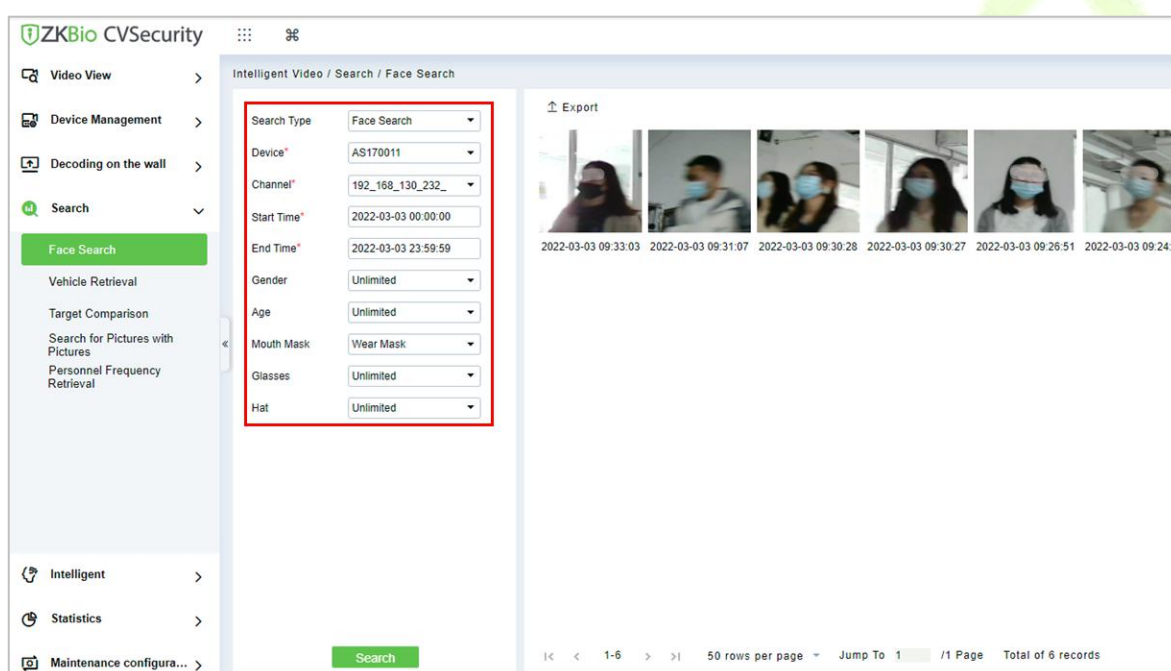 ZKBio CVSecurity
Video View
Device Management
Decoding on the wall
Search
Face Search
Vehicle Retrieval
Target Comparison
Search for Pictures with
Pictures
Personnel Frequency
Retrieval
Intelligent
Statistics
Maintenance configura...
Intelligent Video / Search / Face Search
Search Type Face Search
Device* AS170011
Channel* 192_168_130_232_
Start Time* 2022-03-03 00:00:00
End Time* 2022-03-03 23:59:59
Gender Unlimited
Age Unlimited
Mouth Mask Wear Mask
Glasses Unlimited
Hat Unlimited
Search
Export
2022-03-03 09:33:03 2022-03-03 09:31:07 2022-03-03 09:30:28 2022-03-03 09:30:27 2022-03-03 09:26:51 2022-03-03 09:24:
1-6 50 rows per page Jump To 1 /1 Page Total of 6 records